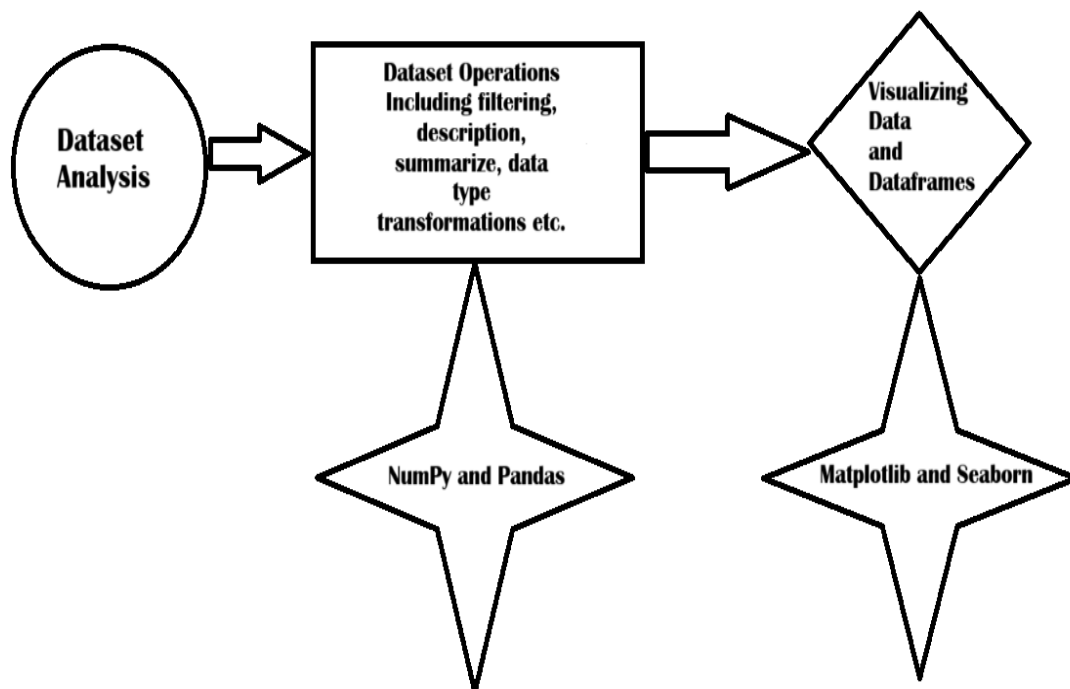 Dataset
Analysis
Dataset Operations
Including filtering,
description,
summarize, data
type
transformations etc.
Visualizing
Data
and
Dataframes
NumPy and Pandas
Matplotlib and Seaborn